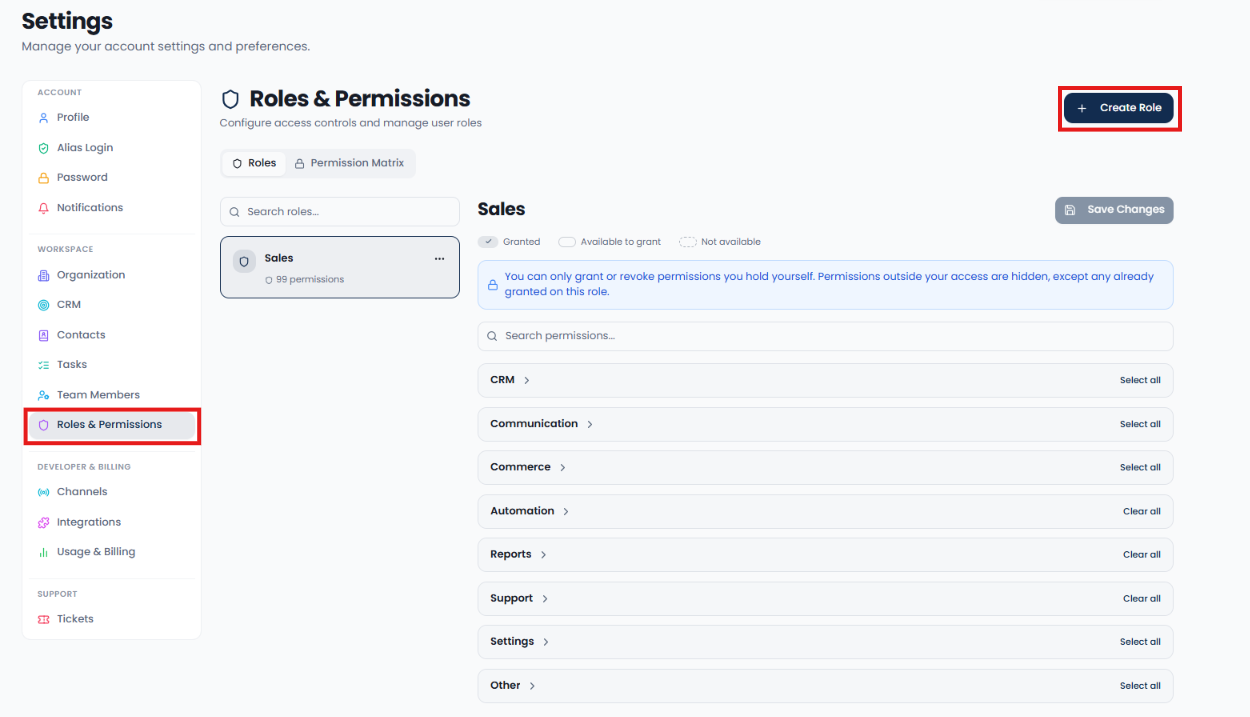 Settings
Manage your account settings and preferences.
ACCOUNT
Profile
Alias Login
Password
Notifications
WORKSPACE
Organization
CRM
Contacts
Tasks
Team Members
Roles & Permissions
DEVELOPER & BILLING
Channels
Integrations
Usage & Billing
SUPPORT
Tickets
Roles & Permissions
Configure access controls and manage user roles
+ Create Role
Roles
Permission Matrix
Search roles...
Sales
99 permissions
Sales
Save Changes
Granted
Available to grant
Not available
You can only grant or revoke permissions you hold yourself. Permissions outside your access are hidden, except any already
granted on this role.
Search permissions...
CRM
Select all
Communication
Select all
Commerce
Select all
Automation
Clear all
Reports
Clear all
Support
Clear all
Settings
Select all
Other
Select all